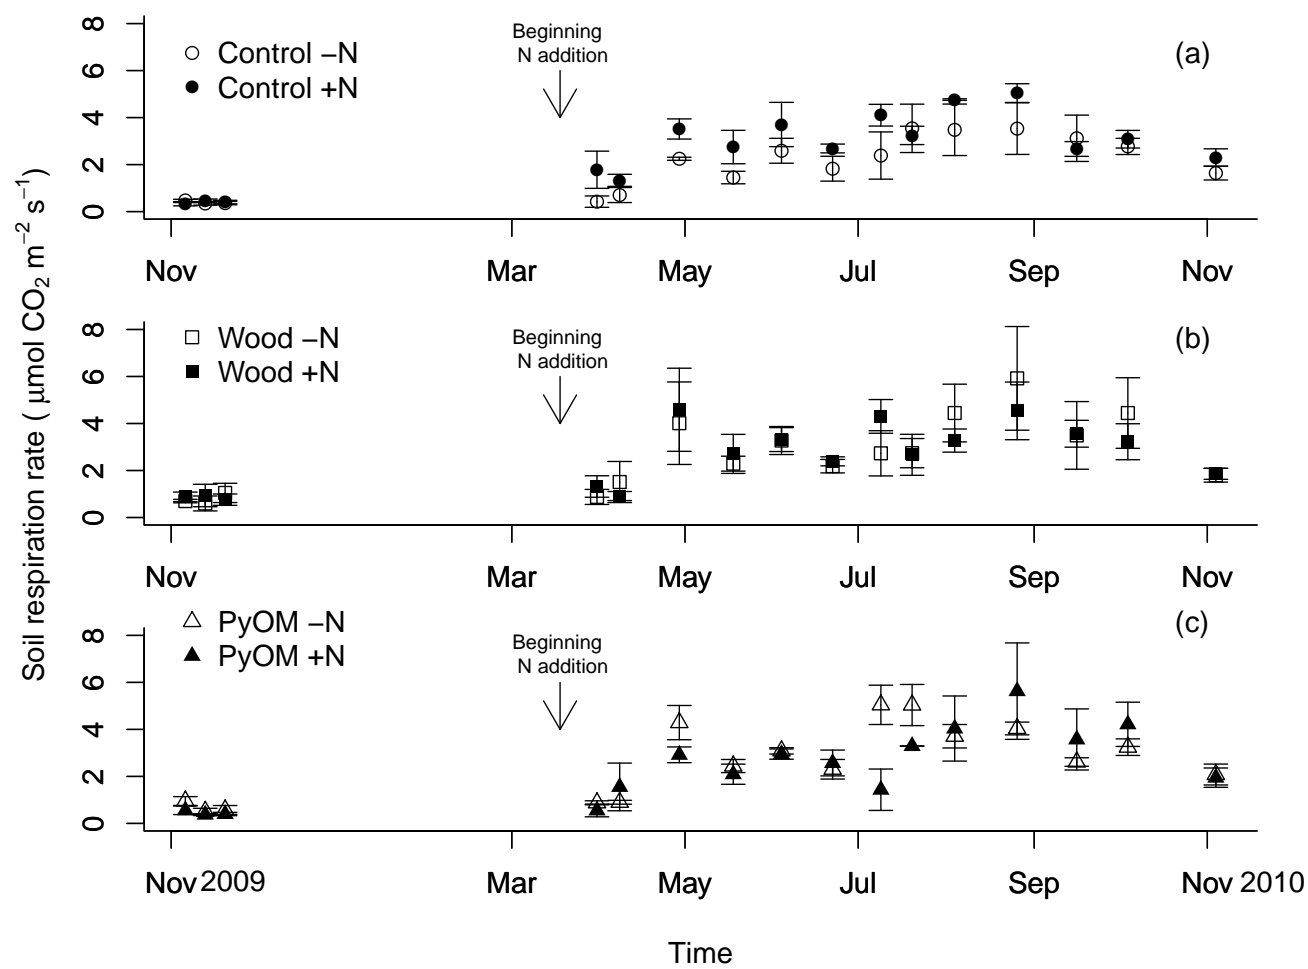 Soil respiration rate ( µmol CO₂ m⁻² s⁻¹)
8
6
4
2
0
Control −N
Control +N
Beginning
N addition
(a)
Nov Mar May Jul Sep Nov
8
6
4
2
0
Wood −N
Wood +N
Beginning
N addition
(b)
Nov Mar May Jul Sep Nov
8
6
4
2
0
PyOM −N
PyOM +N
Beginning
N addition
(c)
Nov 2009 Mar May Jul Sep Nov 2010
Time